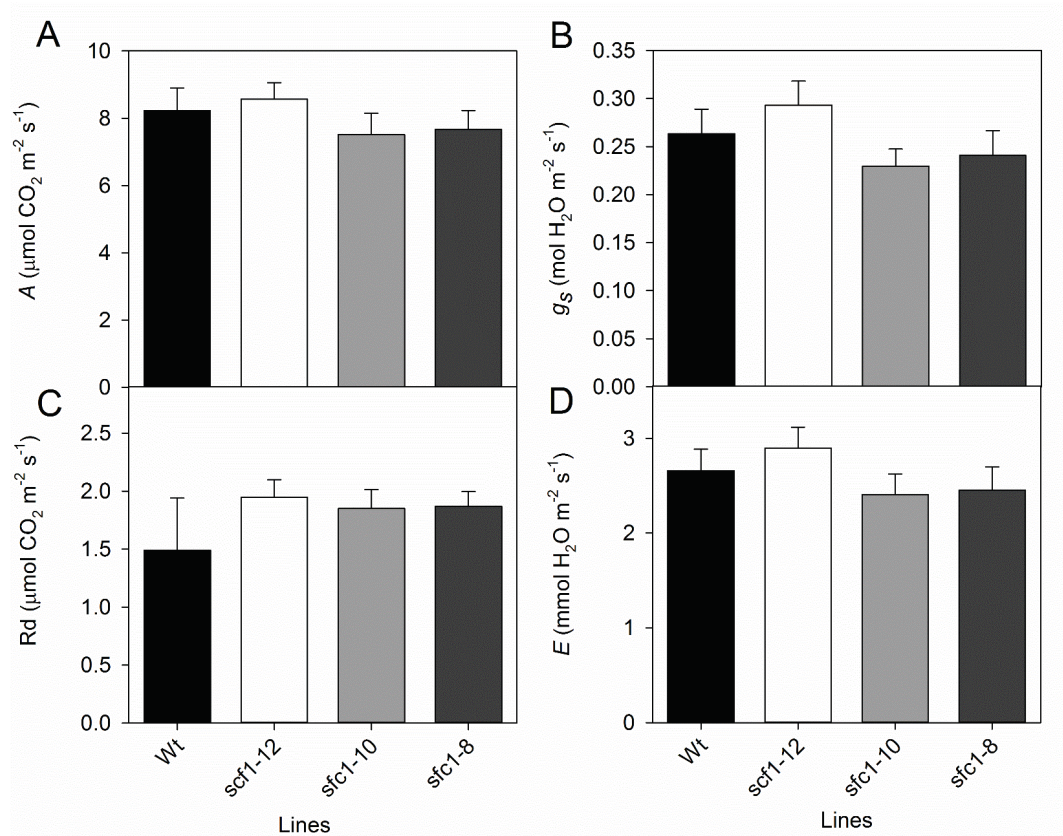 A
10
8
6
4
2
0
A (μmol CO₂ m⁻² s⁻¹)
B
0.35
0.30
0.25
0.20
0.15
0.10
0.05
0.00
gₛ (mol H₂O m⁻² s⁻¹)
C
2.5
2.0
1.5
1.0
0.5
0.0
Rd (μmol CO₂ m⁻² s⁻¹)
Wt
scf1-12
sfc1-10
sfc1-8
Lines
D
3
2
1
0
E (mmol H₂O m⁻² s⁻¹)
Wt
scf1-12
sfc1-10
sfc1-8
Lines